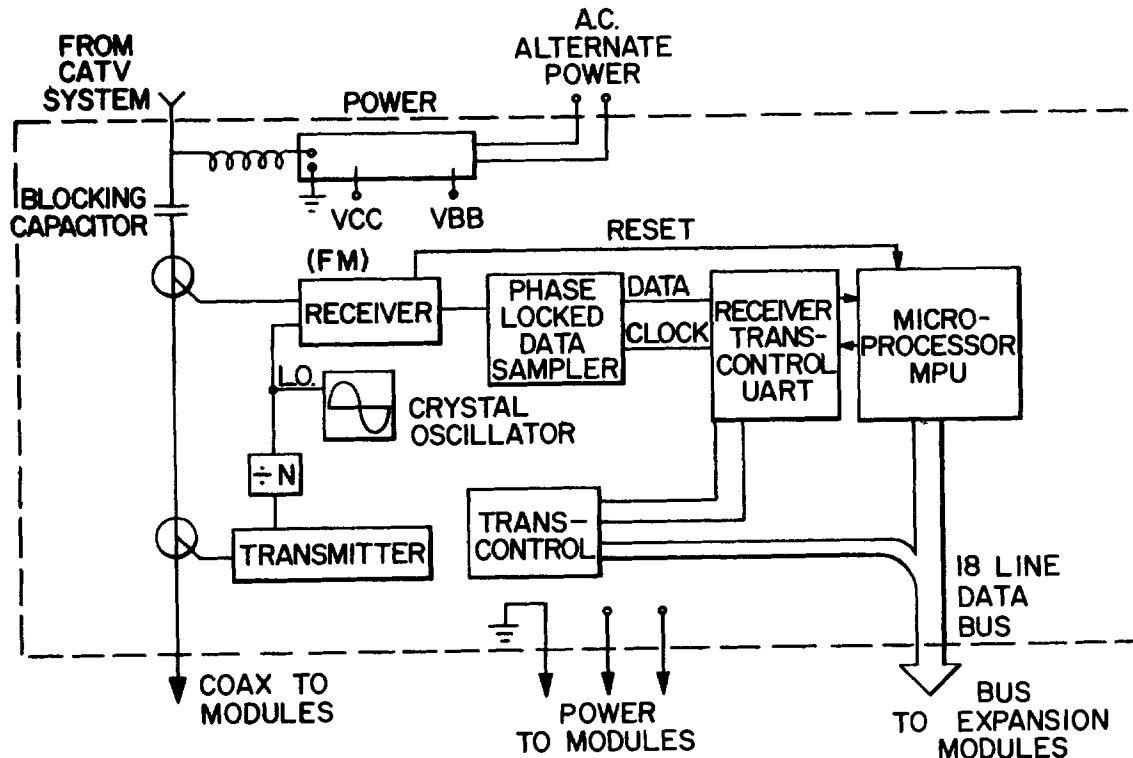 A.C.
ALTERNATE
POWER
FROM
CATV
SYSTEM
POWER
BLOCKING
CAPACITOR
VCC
VBB
RESET
(FM)
RECEIVER
PHASE
LOCKED
DATA
SAMPLER
DATA
CLOCK
RECEIVER
TRANS-
CONTROL
UART
MICRO-
PROCESSOR
MPU
L.O.
CRYSTAL
OSCILLATOR
÷N
TRANSMITTER
TRANS-
CONTROL
18 LINE
DATA
BUS
COAX TO
MODULES
POWER
TO MODULES
BUS
TO EXPANSION
MODULES